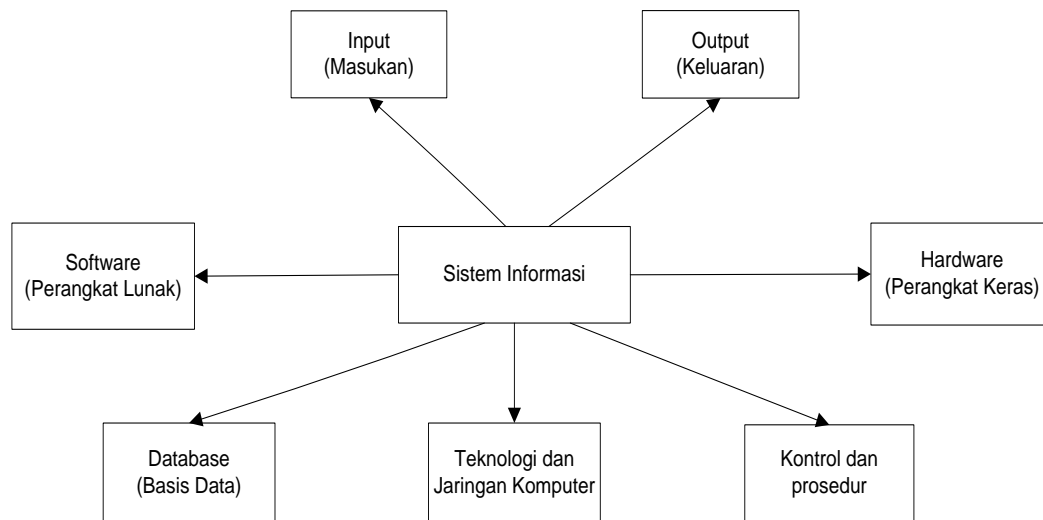 Input
(Masukan)
Output
(Keluaran)
Software
(Perangkat Lunak)
Sistem Informasi
Hardware
(Perangkat Keras)
Database
(Basis Data)
Teknologi dan
Jaringan Komputer
Kontrol dan
prosedur